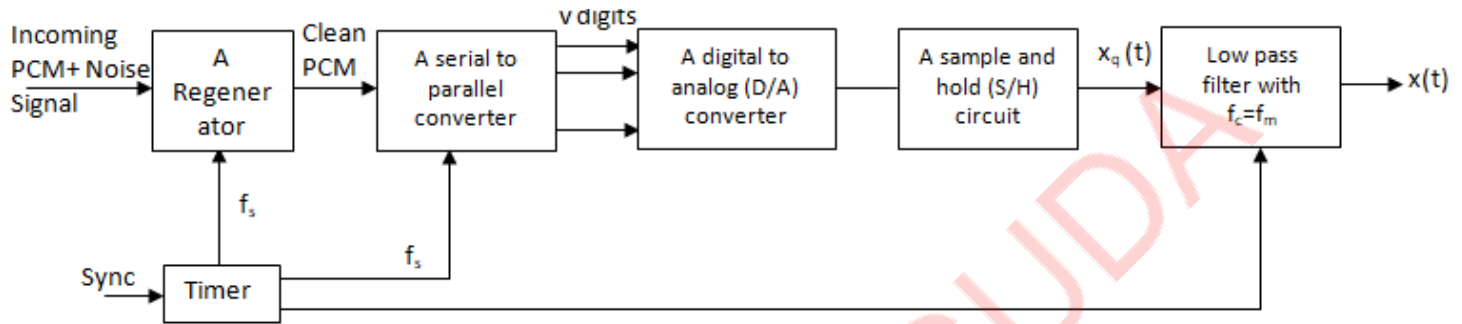 Incoming
PCM+ Noise
Signal
A
Regener
ator
Clean
PCM
A serial to
parallel
converter
v digits
A digital to
analog (D/A)
converter
A sample and
hold (S/H)
circuit
xq (t)
Low pass
filter with
fc=fm
x(t)
fs
fs
Sync
Timer
UDA